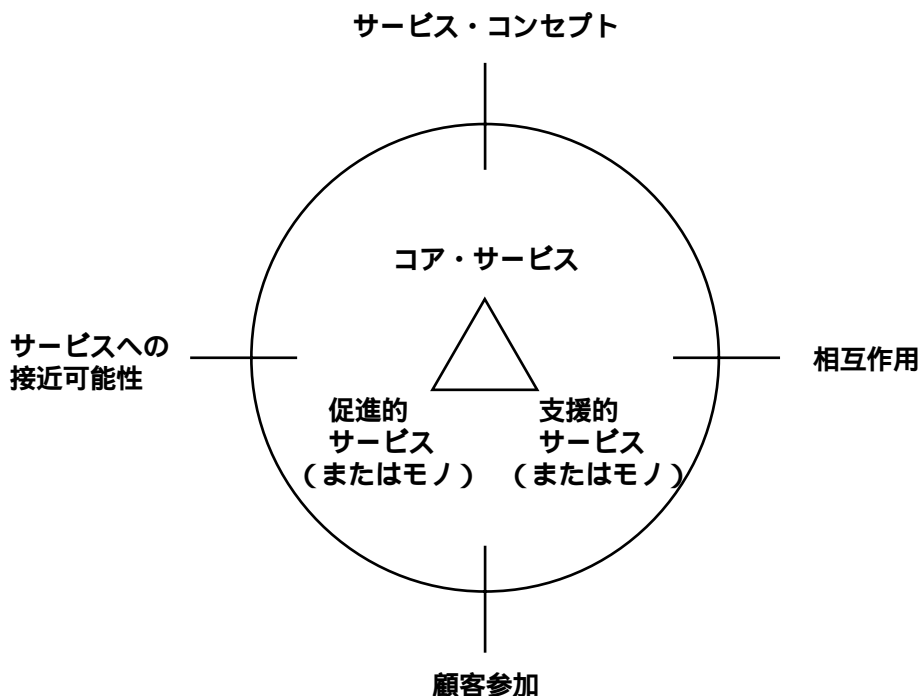 サービス・コンセプト
コア・サービス
サービスへの
接近可能性
相互作用
促進的
サービス
(またはモノ)
支援的
サービス
(またはモノ)
顧客参加